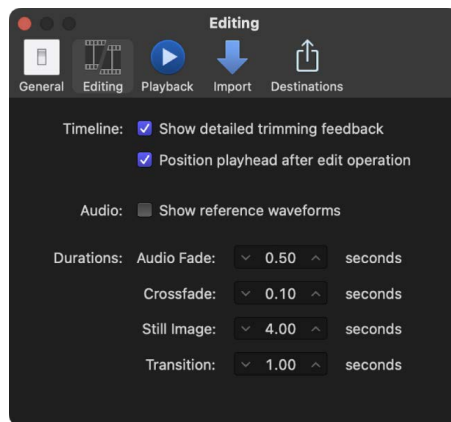 Editing
General Editing Playback Import Destinations
Timeline: Show detailed trimming feedback
Position playhead after edit operation
Audio: Show reference waveforms
Durations: Audio Fade: 0.50 seconds
Crossfade: 0.10 seconds
Still Image: 4.00 seconds
Transition: 1.00 seconds